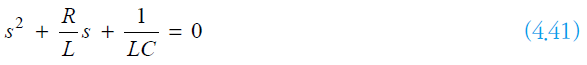 s² + R/L s + 1/LC = 0 (4.41)